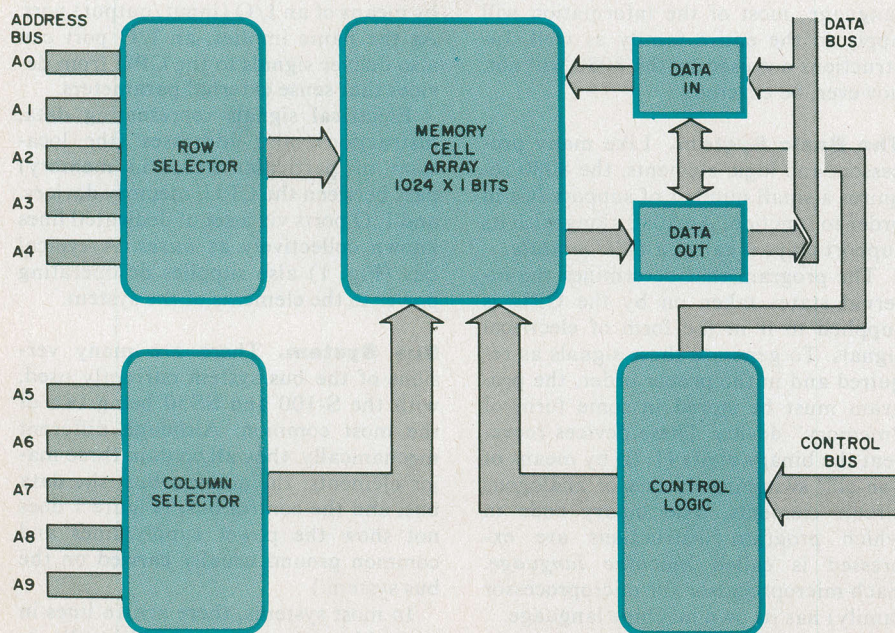 ADDRESS
BUS
A0
A1
A2
A3
A4
ROW
SELECTOR
MEMORY
CELL
ARRAY
1024 X 1 BITS
DATA
IN
DATA
OUT
DATA
BUS
A5
A6
A7
A8
A9
COLUMN
SELECTOR
CONTROL
LOGIC
CONTROL
BUS